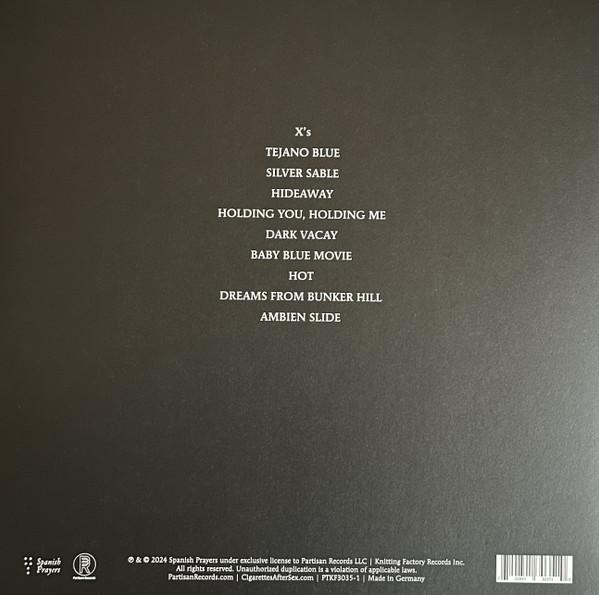 X's
TEJANO BLUE
SILVER SABLE
HIDEAWAY
HOLDING YOU, HOLDING ME
DARK VACAY
BABY BLUE MOVIE
HOT
DREAMS FROM BUNKER HILL
AMBIEN SLIDE
Spanish
Prayers
Partisan Records
℗ & © 2024 Spanish Prayers under exclusive license to Partisan Records LLC | Knitting Factory Records Inc.
All rights reserved. Unauthorized duplication is a violation of applicable laws.
PartisanRecords.com | CigarettesAfterSex.com | PTKF3035-1 | Made in Germany